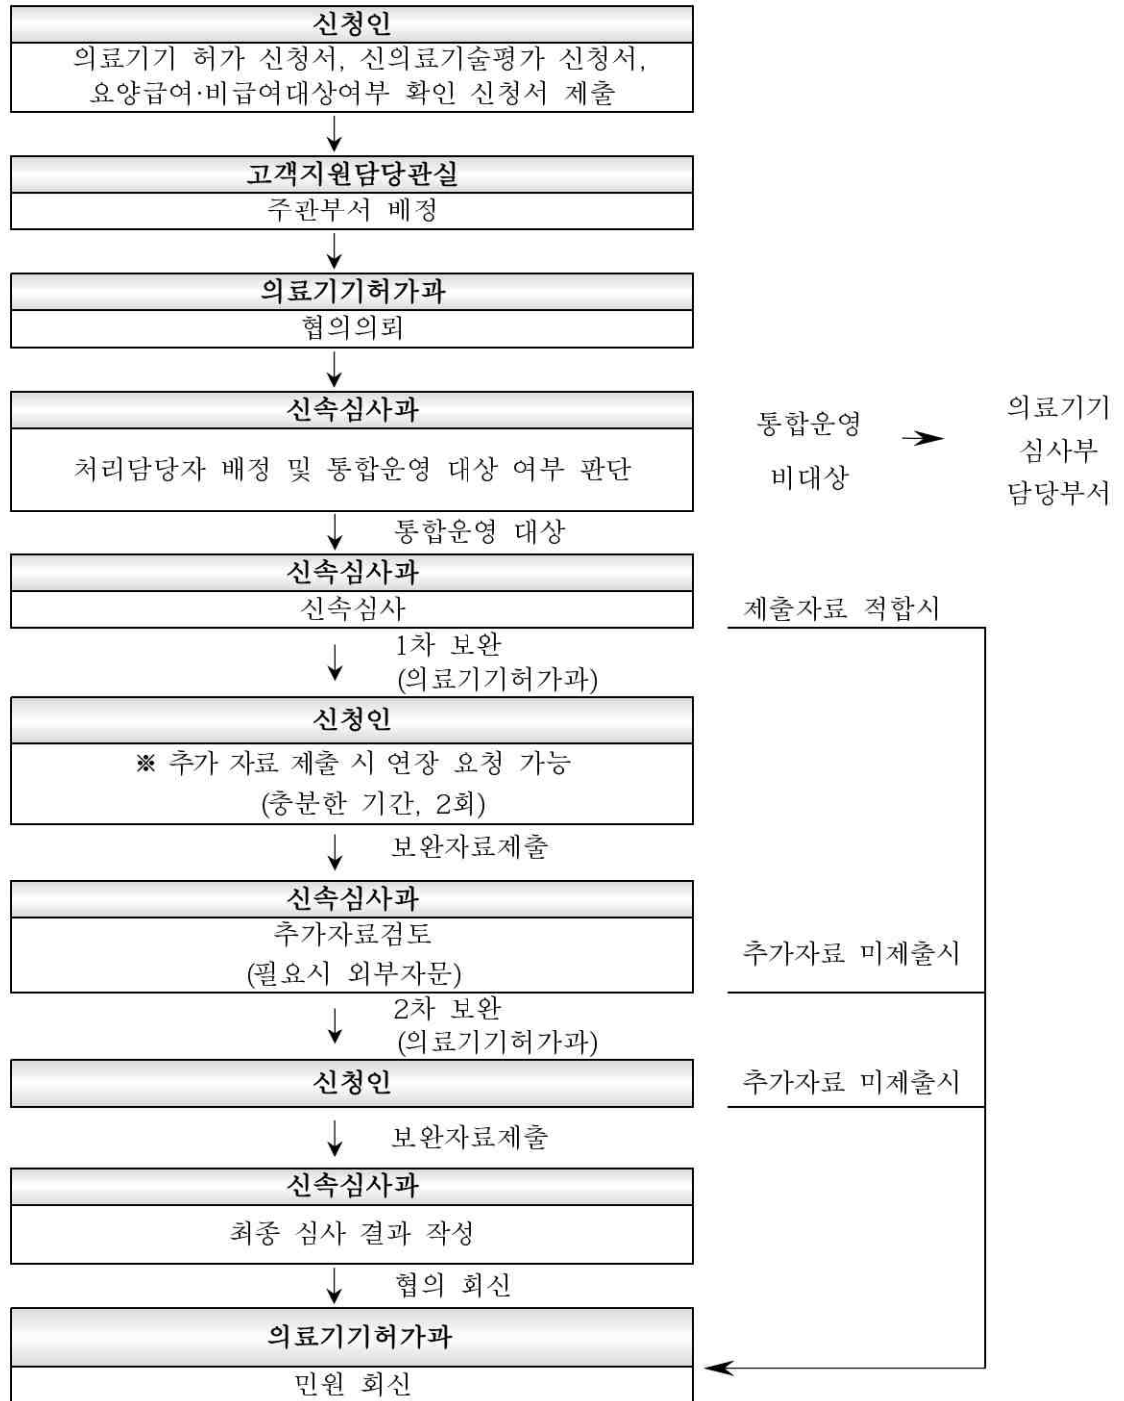 신청인
의료기기 허가 신청서, 신의료기술평가 신청서,
요양급여·비급여대상여부 확인 신청서 제출
고객지원담당관실
주관부서 배정
의료기기허가과
협의의뢰
신속심사과
처리담당자 배정 및 통합운영 대상 여부 판단
통합운영
비대상
의료기기
심사부
담당부서
통합운영 대상
신속심사과
신속심사
제출자료 적합시
1차 보완
(의료기기허가과)
신청인
※ 추가 자료 제출 시 연장 요청 가능
(충분한 기간, 2회)
보완자료제출
신속심사과
추가자료검토
(필요시 외부자문)
추가자료 미제출시
2차 보완
(의료기기허가과)
신청인
추가자료 미제출시
보완자료제출
신속심사과
최종 심사 결과 작성
협의 회신
의료기기허가과
민원 회신